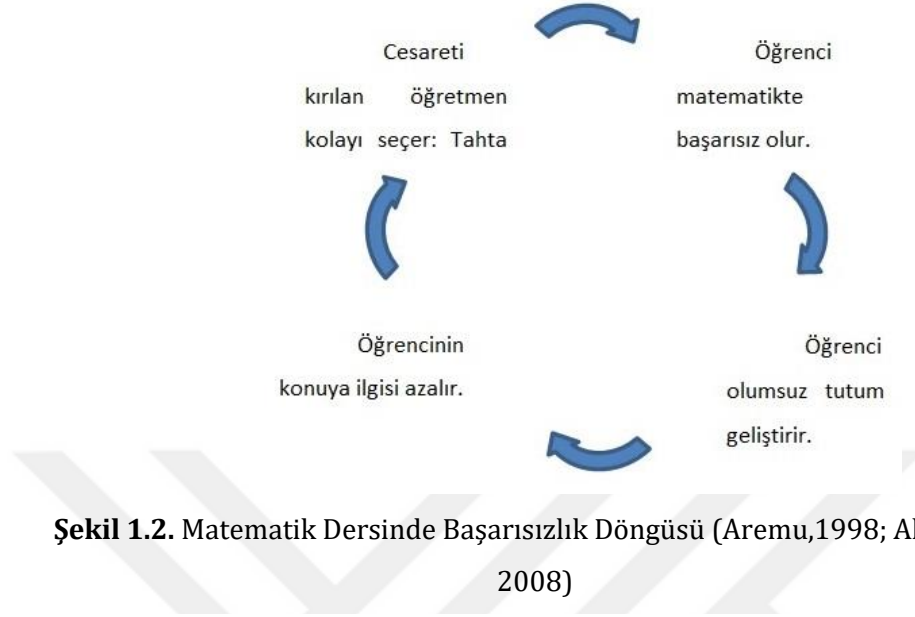 Cesareti
kırılan öğretmen
kolayı seçer: Tahta
Öğrenci
matematikte
başarısız olur.
Öğrencinin
konuya ilgisi azalır.
Öğrenci
olumsuz tutum
geliştirir.
Şekil 1.2. Matematik Dersinde Başarısızlık Döngüsü (Aremu,1998;
2008)